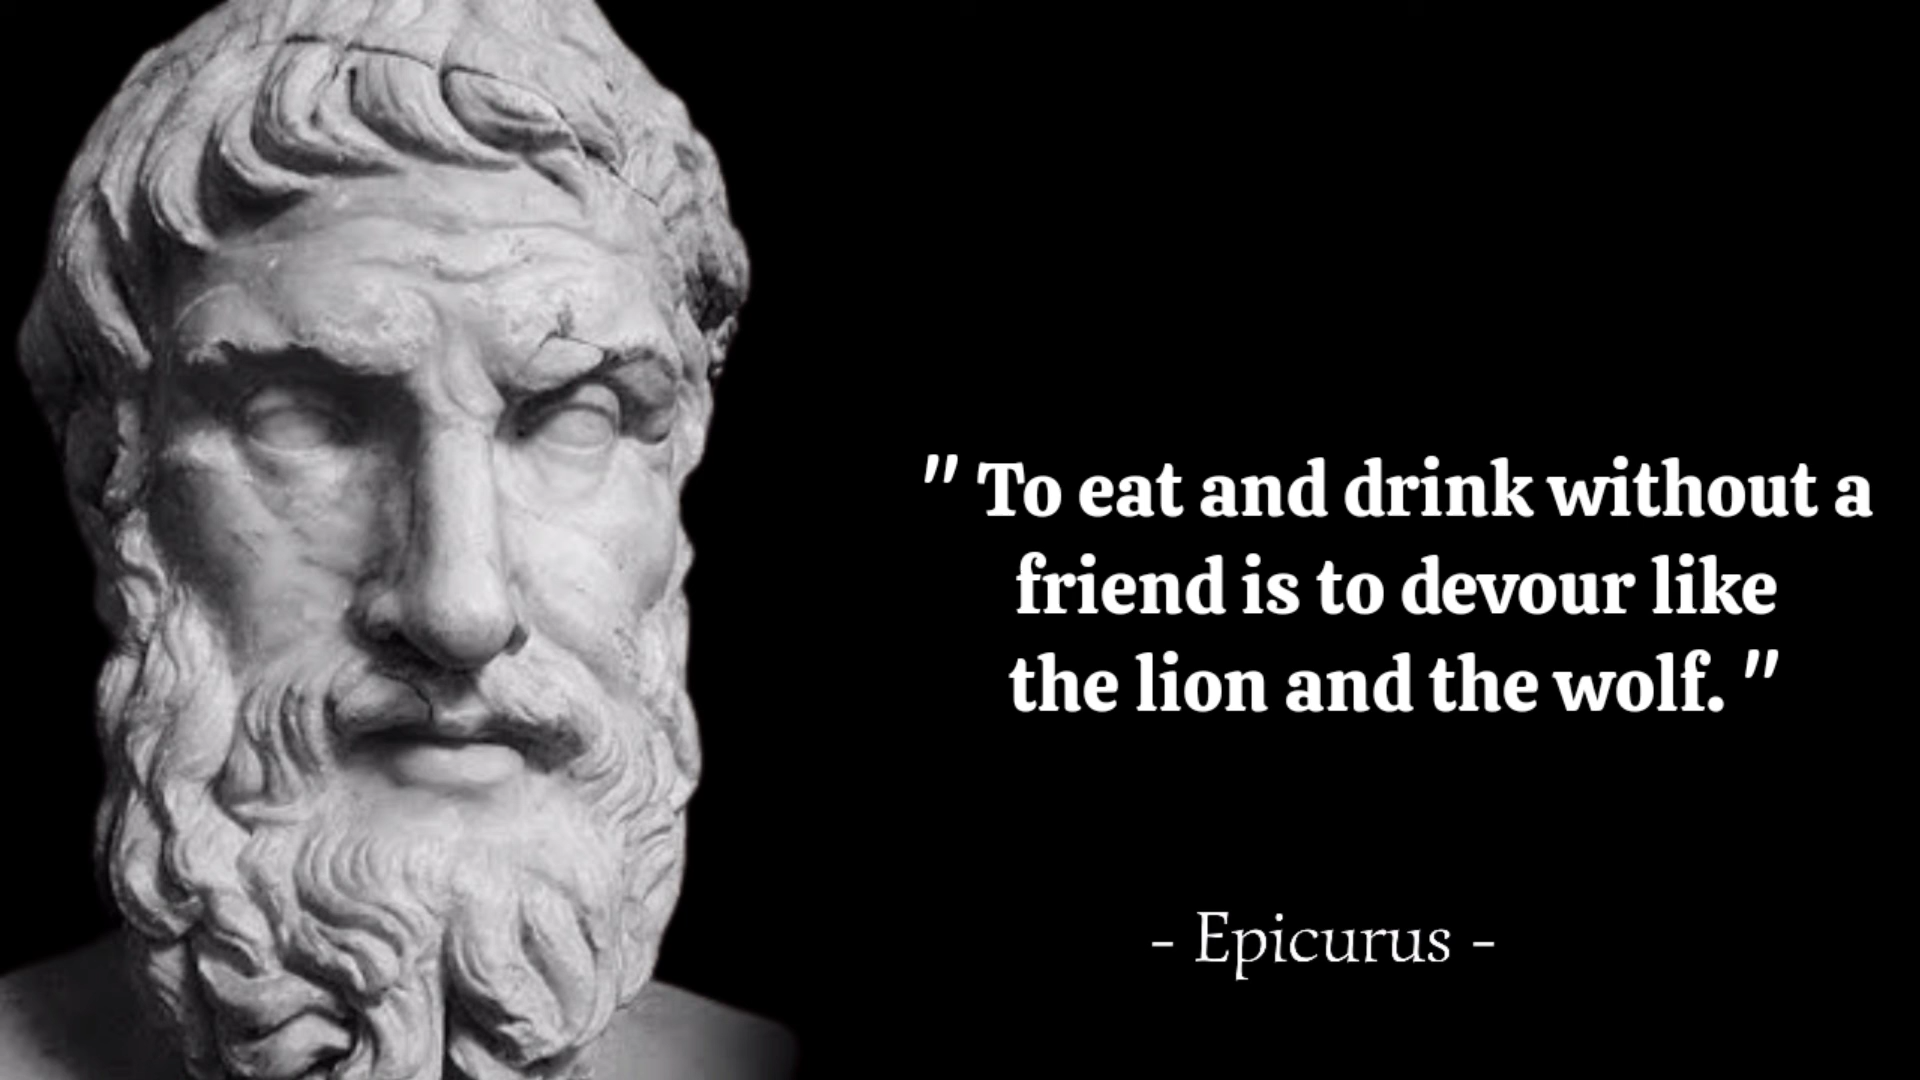 " To eat and drink without a
friend is to devour like
the lion and the wolf. "
- Epicurus -